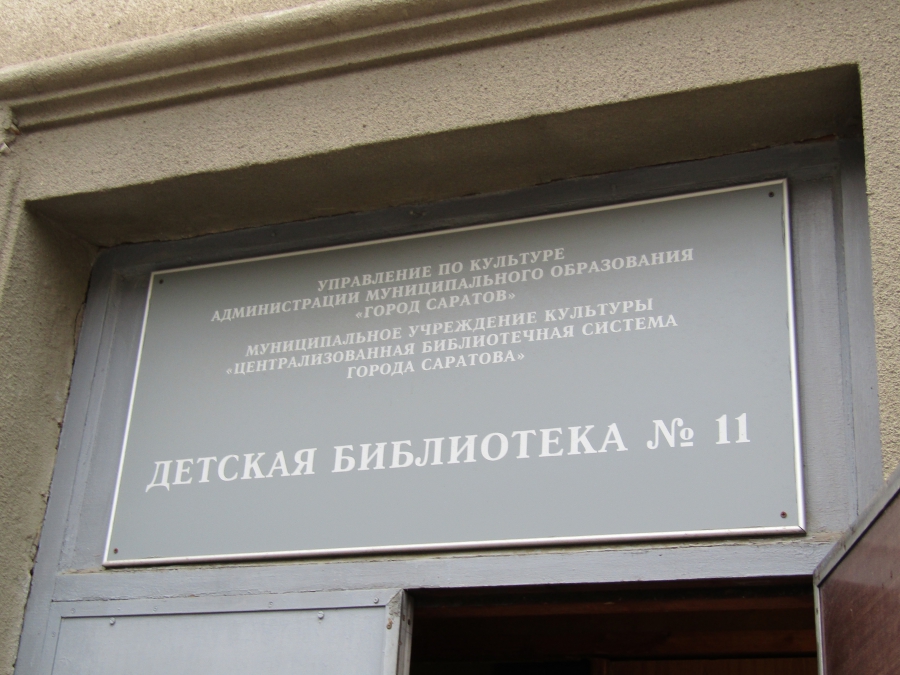 УПРАВЛЕНИЕ ПО КУЛЬТУРЕ
АДМИНИСТРАЦИИ МУНИЦИПАЛЬНОГО ОБРАЗОВАНИЯ
«ГОРОД САРАТОВ»
МУНИЦИПАЛЬНОЕ УЧРЕЖДЕНИЕ КУЛЬТУРЫ
«ЦЕНТРАЛИЗОВАННАЯ БИБЛИОТЕЧНАЯ СИСТЕМА
ГОРОДА САРАТОВА»
ДЕТСКАЯ БИБЛИОТЕКА № 11